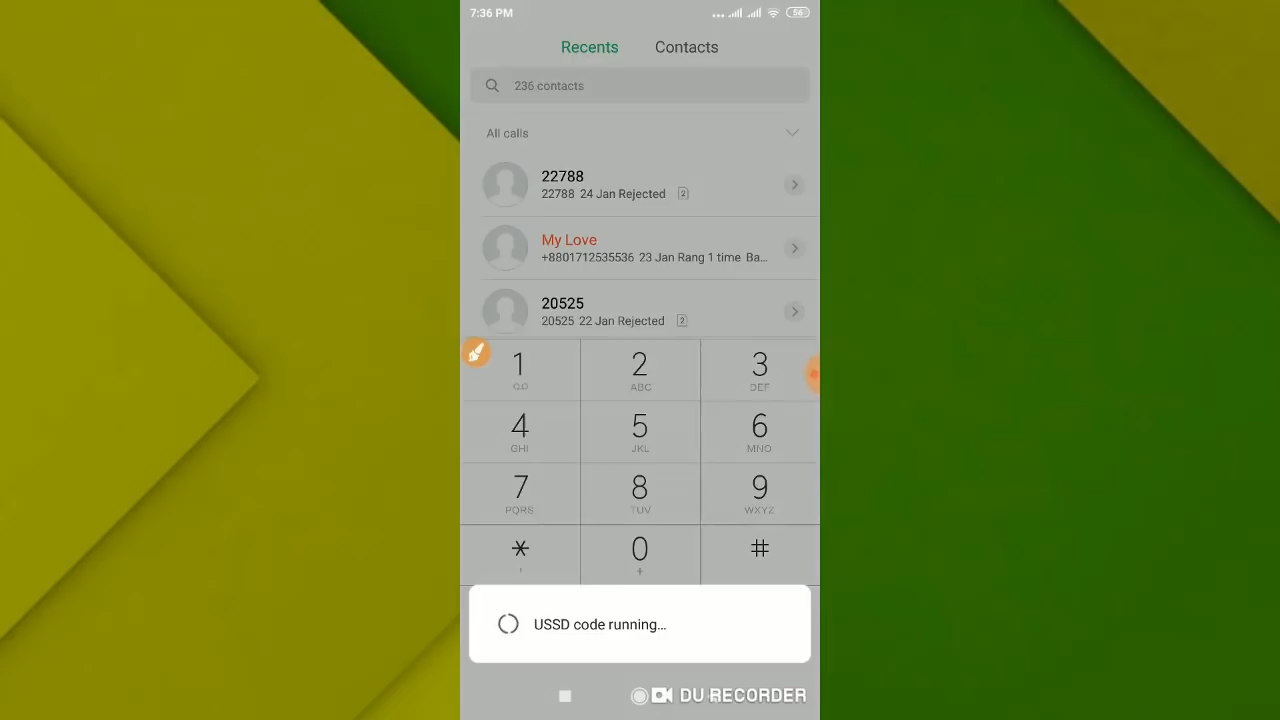 7:36 PM
56
Recents Contacts
236 contacts
All calls
22788
22788 24 Jan Rejected 2
My Love
+8801712535536 23 Jan Rang 1 time Ba...
20525
20525 22 Jan Rejected 2
1 2 3
ABC DEF
4 5 6
GHI JKL MNO
7 8 9
PQRS TUV WXYZ
* 0 #
, +
USSD code running...
DU RECORDER